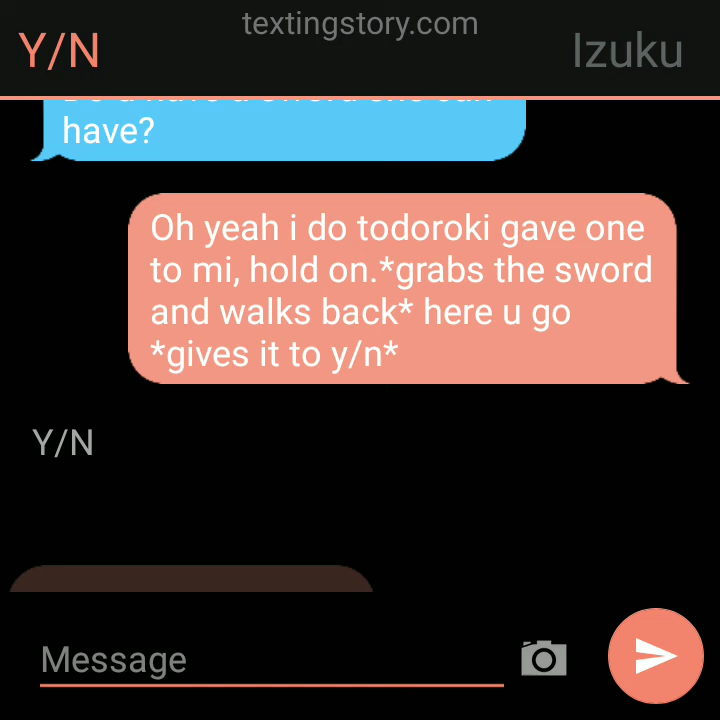 textingstory.com
Y/N
Izuku
have?
Oh yeah i do todoroki gave one
to mi, hold on.*grabs the sword
and walks back* here u go
*gives it to y/n*
Y/N
Message